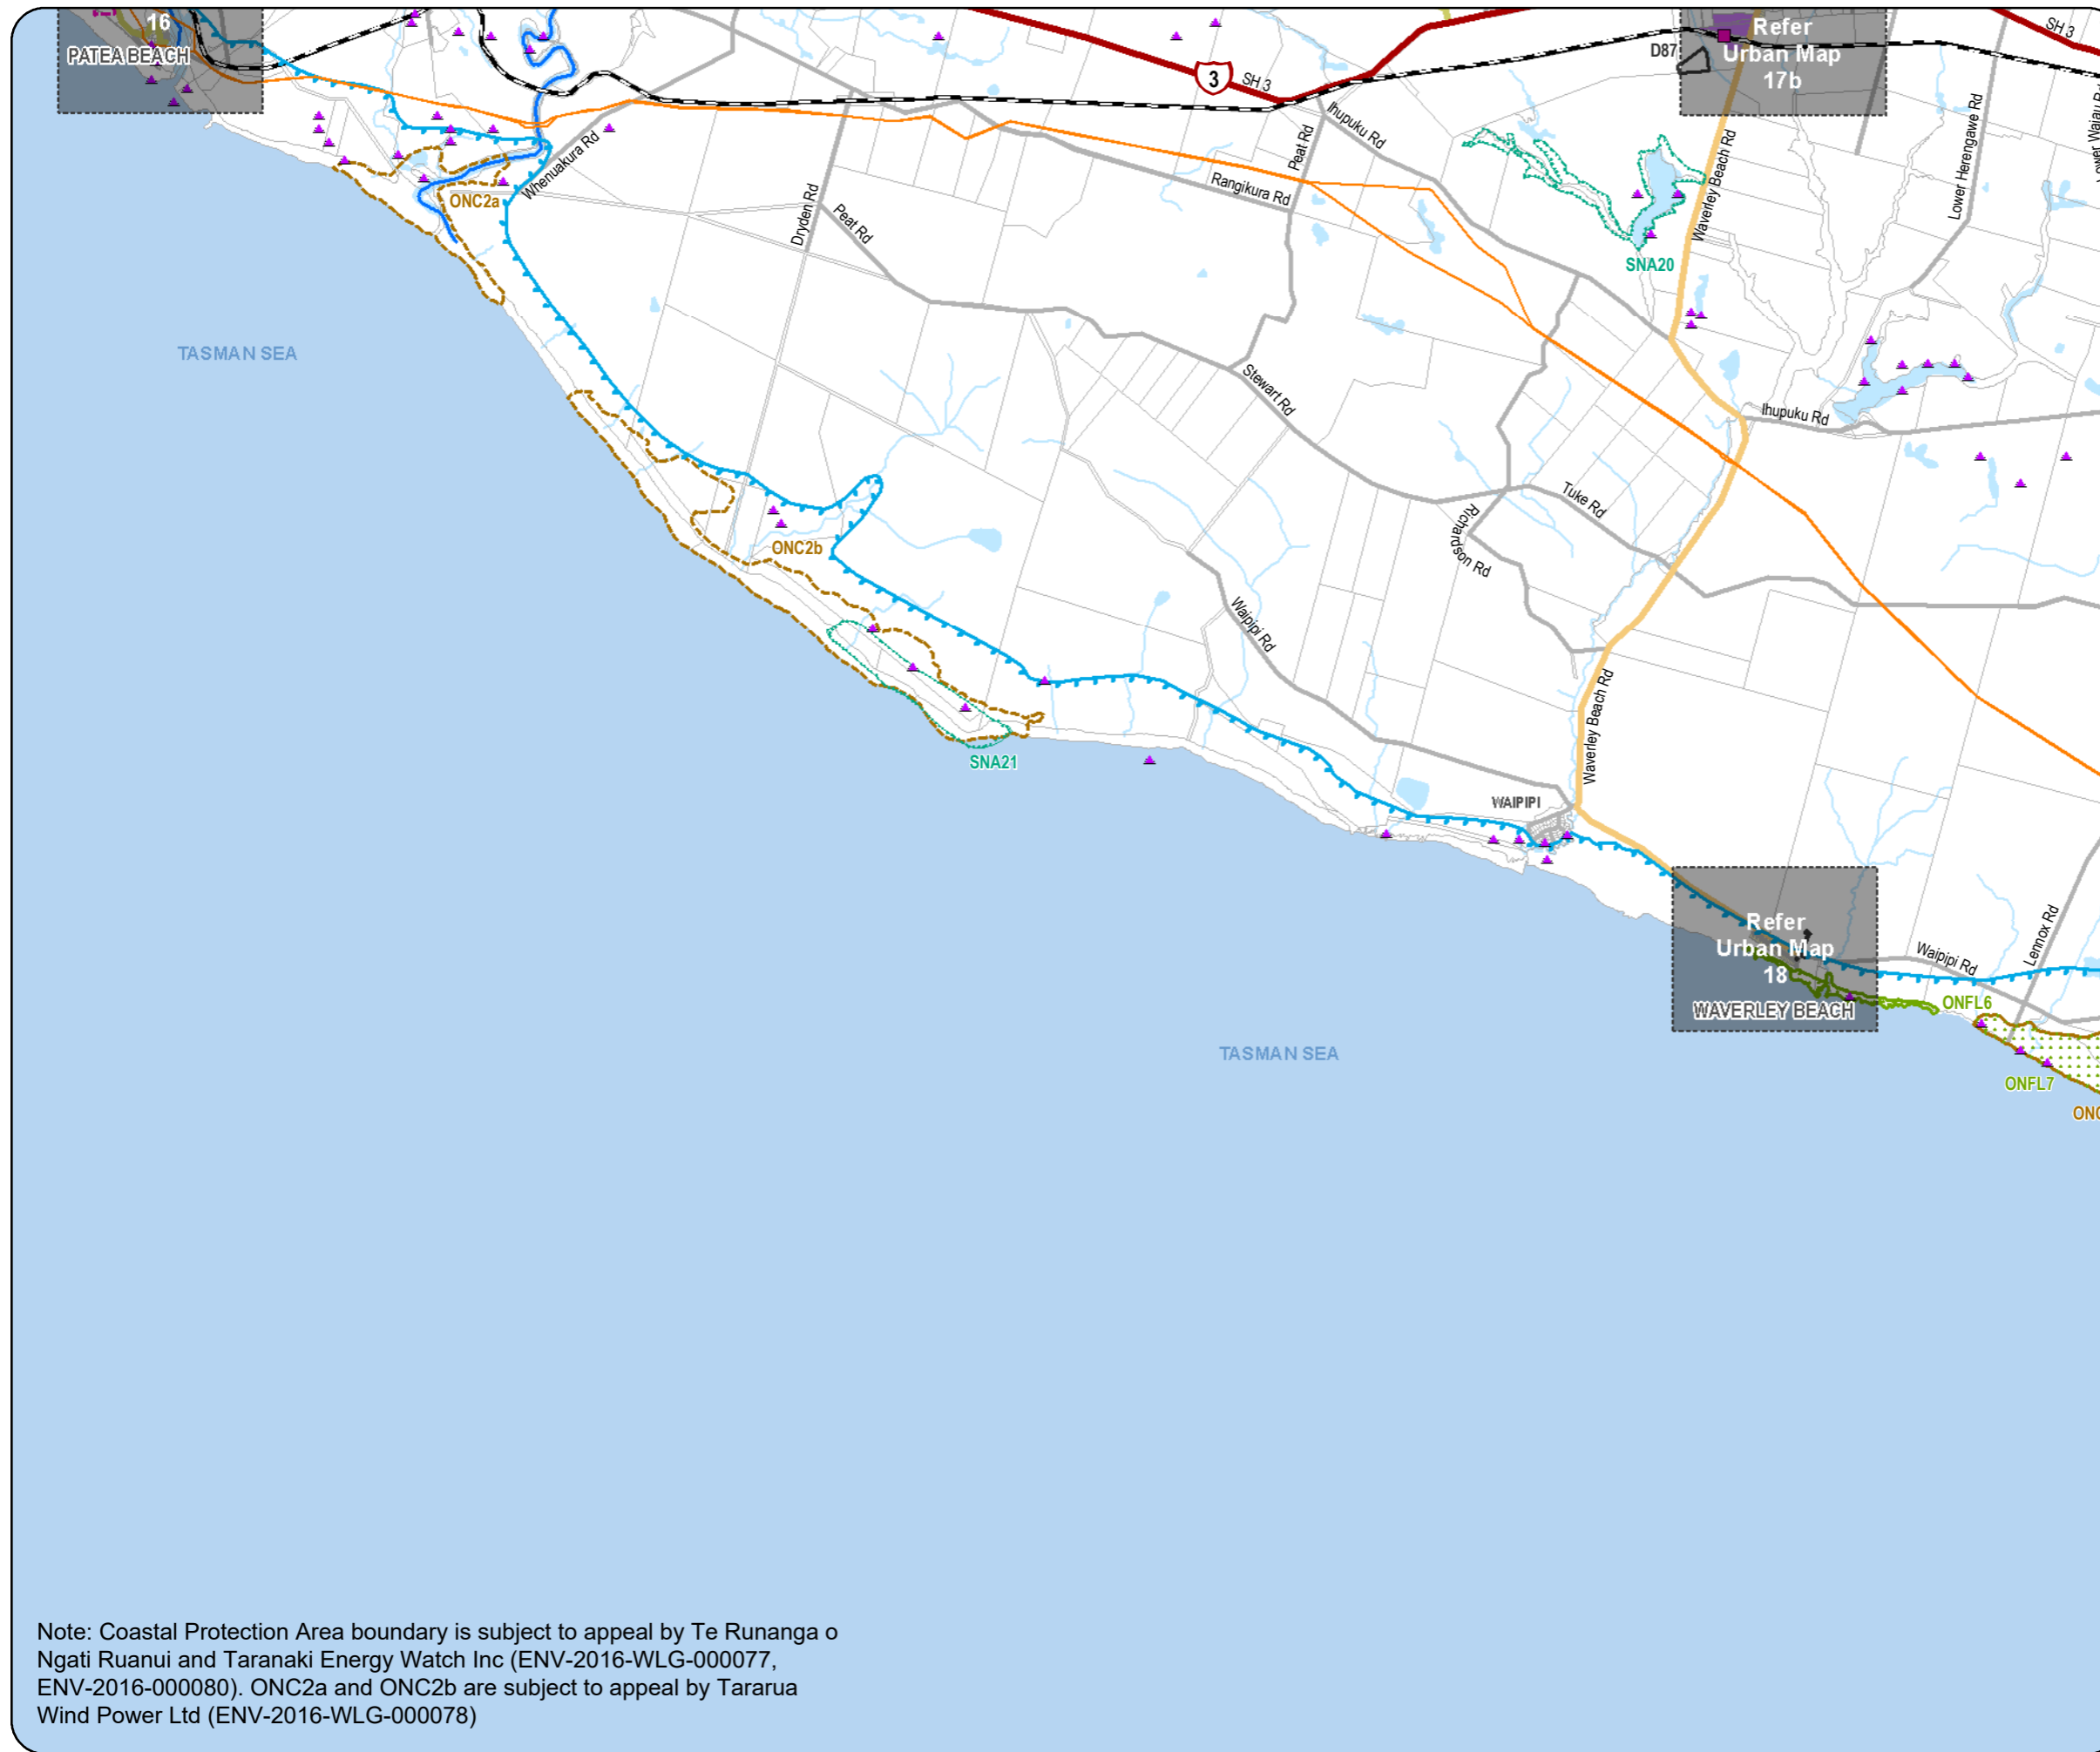 16
PATEA BEACH
SH 3
3
D87
Refer
Urban Map
17b
SH 3
Ihupuku Rd
Peat Rd
Rangikura Rd
Whenuakura Rd
ONC2a
Dryden Rd
Peat Rd
Waverley Beach Rd
Lower Herengawe Rd
SNA20
TASMAN SEA
Stewart Rd
Ihupuku Rd
Tuke Rd
Richardson Rd
ONC2b
Waipipi Rd
Waverley Beach Rd
SNA21
WAIPIPI
Refer
Urban Map
18
WAVERLEY BEACH
Waipipi Rd
Lennox Rd
ONFL6
TASMAN SEA
ONFL7
Note: Coastal Protection Area boundary is subject to appeal by Te Runanga o
Ngati Ruanui and Taranaki Energy Watch Inc (ENV-2016-WLG-000077,
ENV-2016-000080). ONC2a and ONC2b are subject to appeal by Tararua
Wind Power Ltd (ENV-2016-WLG-000078)